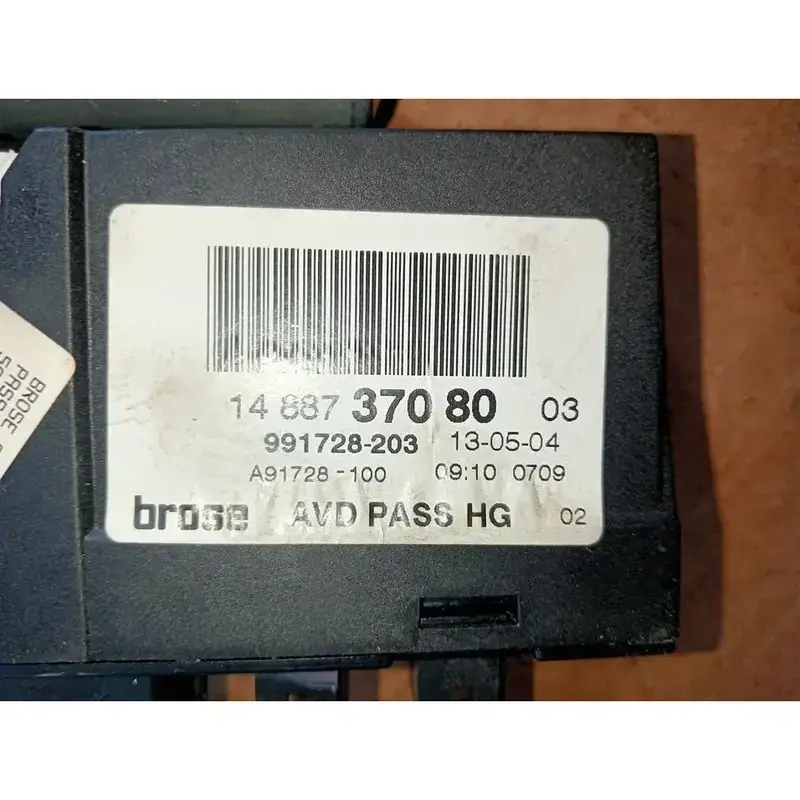 14 887 370 80 03
991728-203 13-05-04
A91728-100 09:10 0709
brose AVD PASS HG 02
BROSE